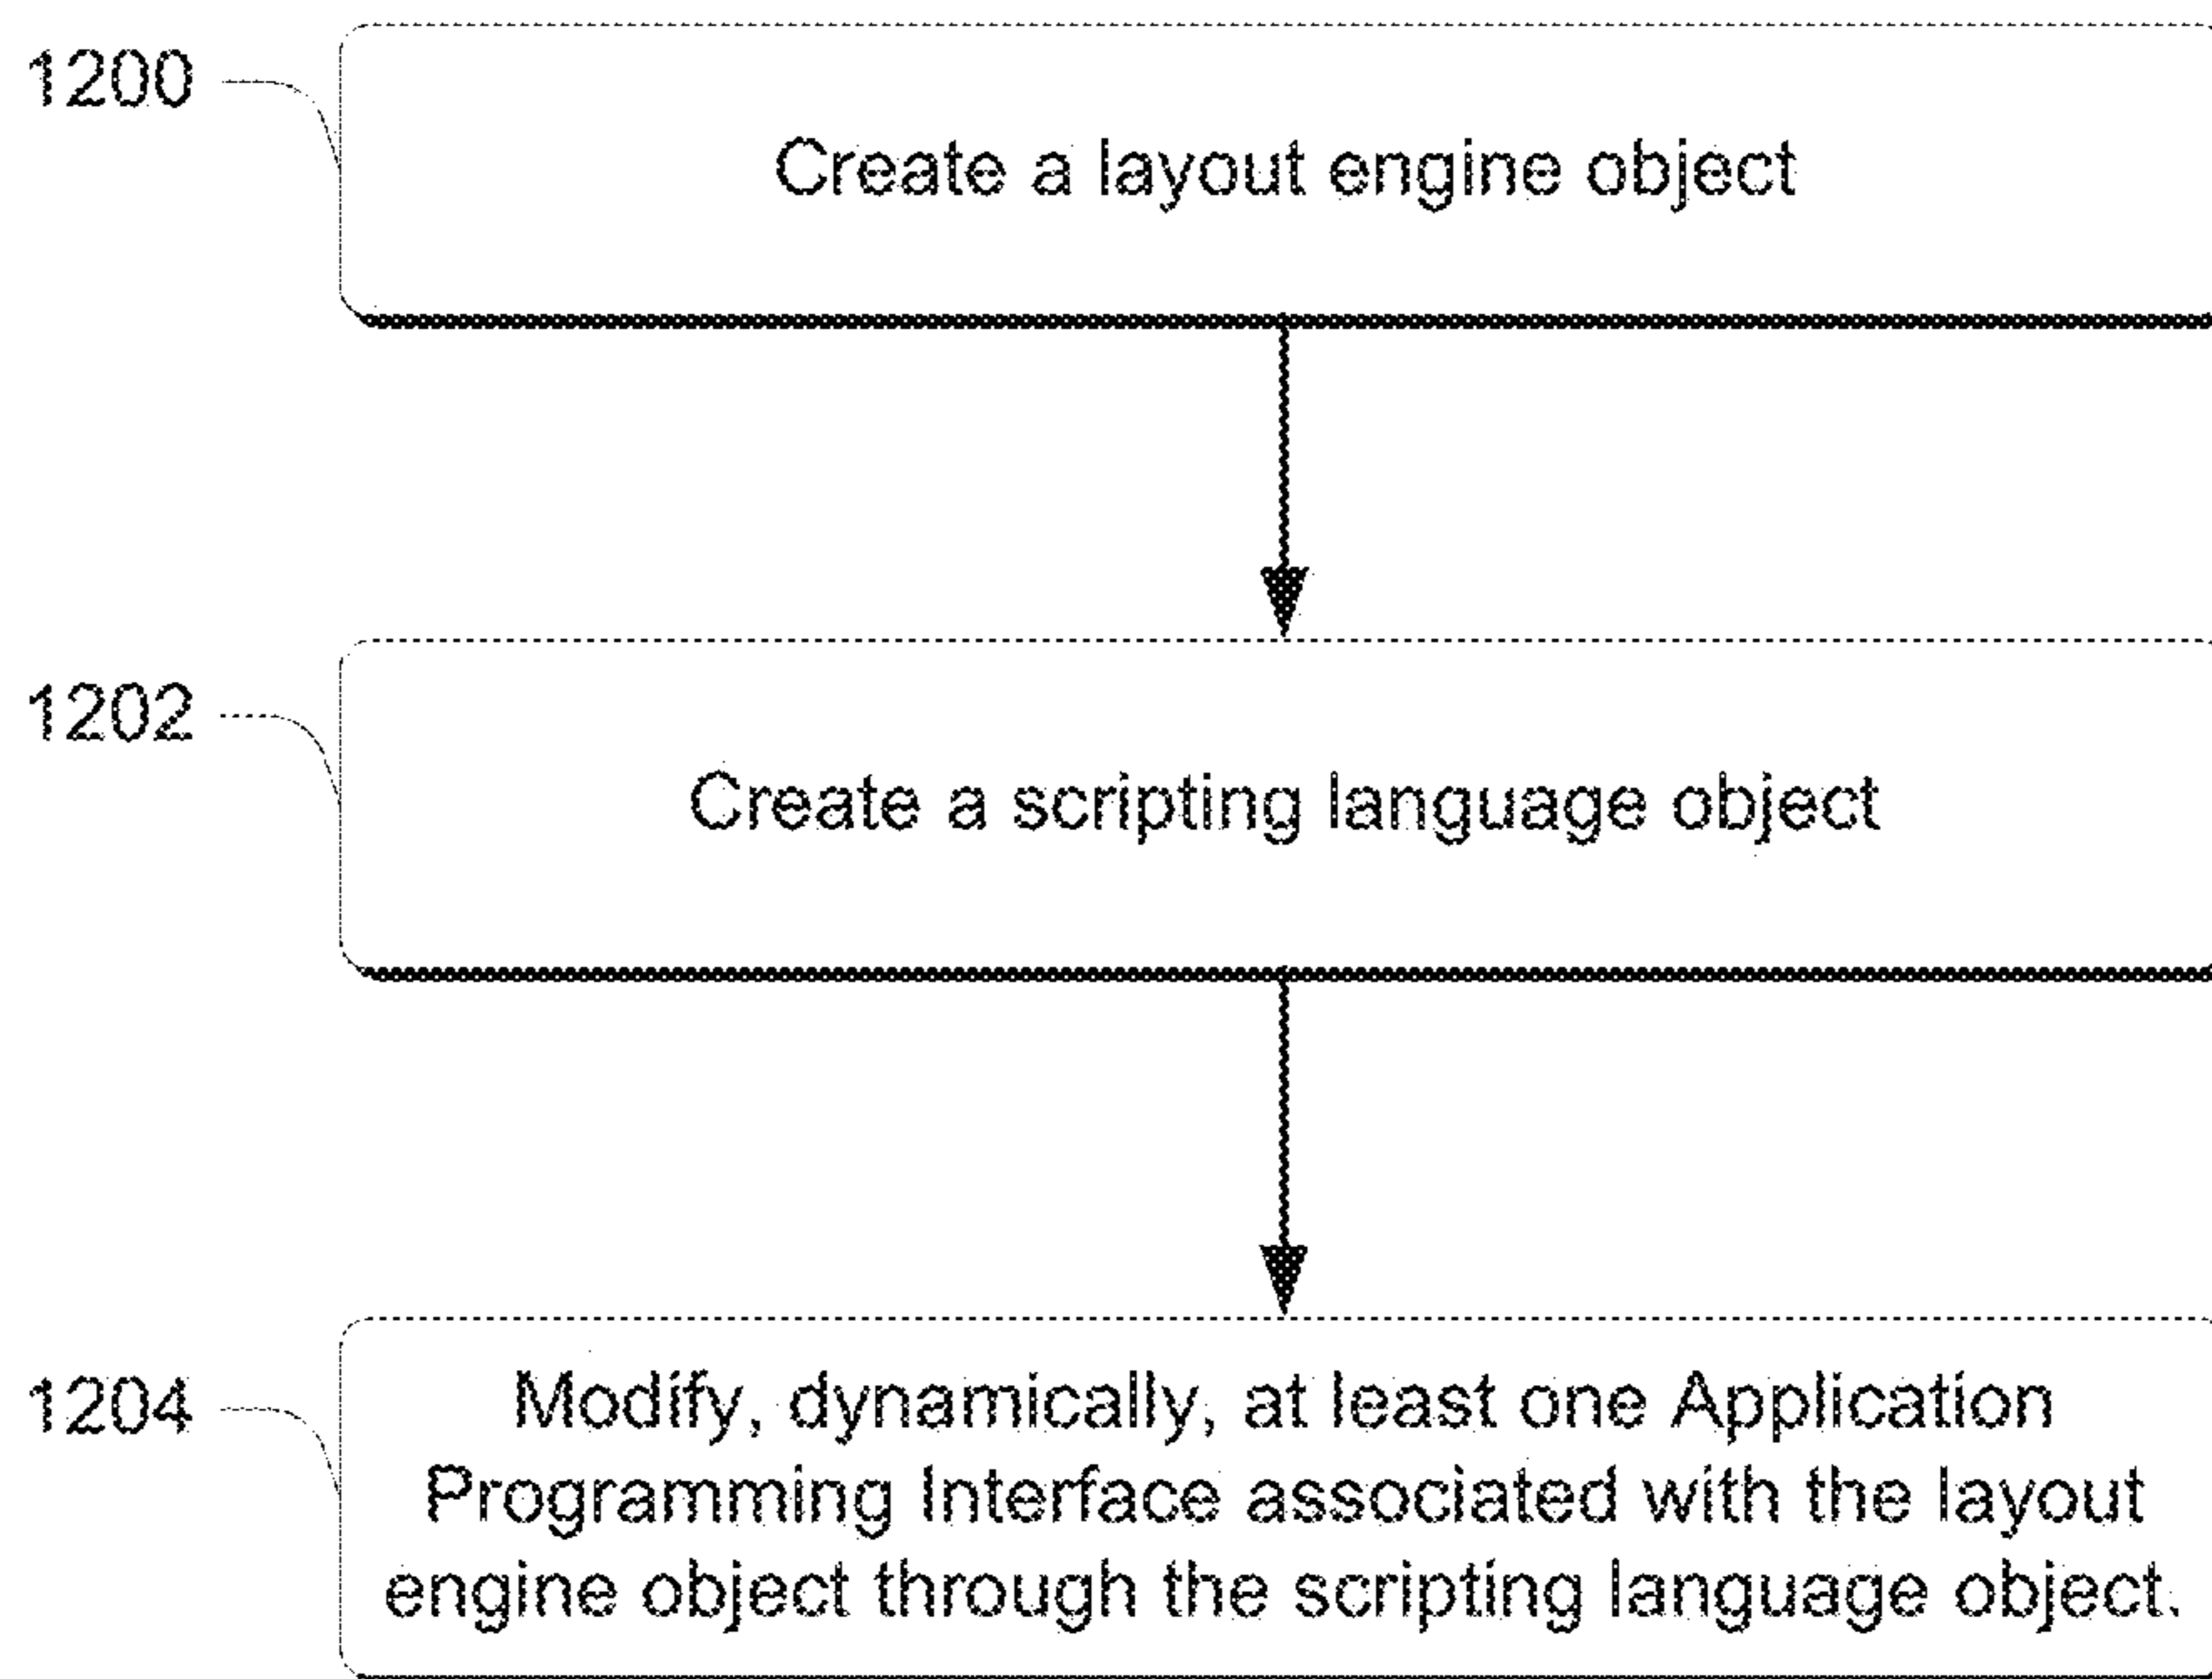 1200
Create a layout engine object
1202
Create a scripting language object
1204
Modify, dynamically, at least one Application
Programming Interface associated with the layout
engine object through the scripting language object.